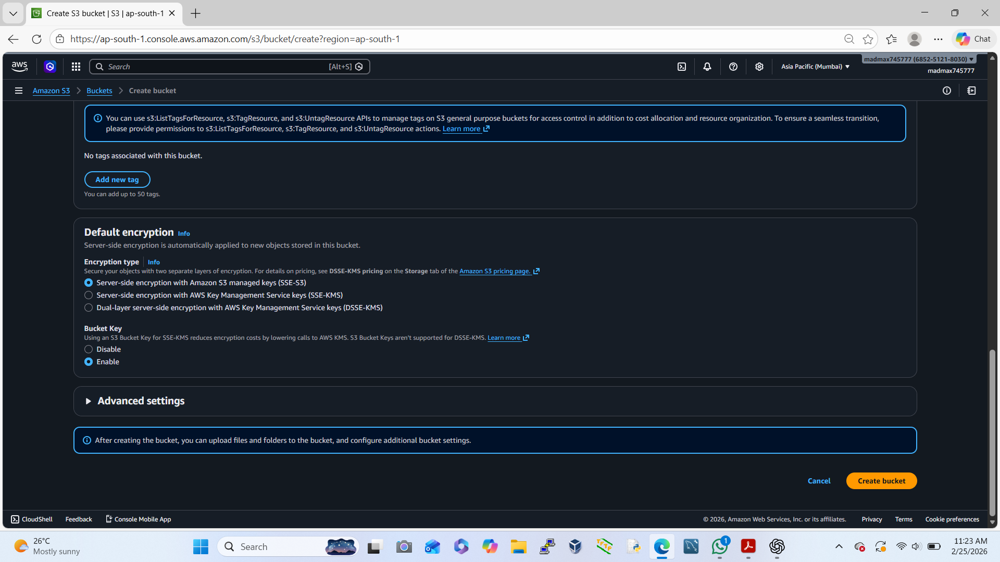 Create S3 bucket | S3 | ap-south-1
https://ap-south-1.console.aws.amazon.com/s3/bucket/create?region=ap-south-1
Chat
aws
Search
[Alt+S]
Asia Pacific (Mumbai)
madmax745777 (6852-5121-8030)
madmax745777
Amazon S3
Buckets
Create bucket
You can use s3:ListTagsForResource, s3:TagResource, and s3:UntagResource APIs to manage tags on S3 general purpose buckets for access control in addition to cost allocation and resource organization. To ensure a seamless transition,
please provide permissions to s3:ListTagsForResource, s3:TagResource, and s3:UntagResource actions. Learn more
No tags associated with this bucket.
Add new tag
You can add up to 50 tags.
Default encryption Info
Server-side encryption is automatically applied to new objects stored in this bucket.
Encryption type Info
Secure your objects with two separate layers of encryption. For details on pricing, see DSSE-KMS pricing on the Storage tab of the Amazon S3 pricing page.
Server-side encryption with Amazon S3 managed keys (SSE-S3)
Server-side encryption with AWS Key Management Service keys (SSE-KMS)
Dual-layer server-side encryption with AWS Key Management Service keys (DSSE-KMS)
Bucket Key
Using an S3 Bucket Key for SSE-KMS reduces encryption costs by lowering calls to AWS KMS. S3 Bucket Keys aren't supported for DSSE-KMS. Learn more
Disable
Enable
Advanced settings
After creating the bucket, you can upload files and folders to the bucket, and configure additional bucket settings.
Cancel
Create bucket
CloudShell
Feedback
Console Mobile App
© 2026, Amazon Web Services, Inc. or its affiliates.
Privacy
Terms
Cookie preferences
26°C
Mostly sunny
Search
TFTP
1
11:23 AM
2/25/2026